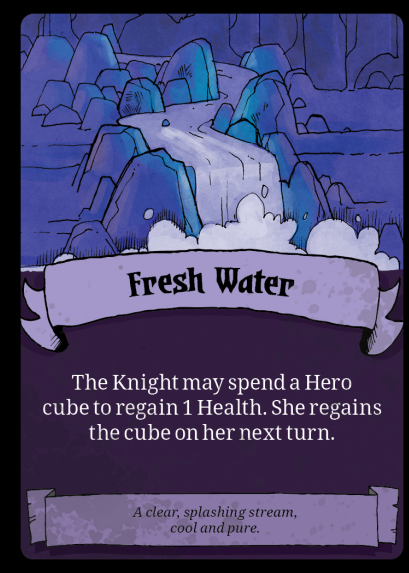 Fresh Water
The Knight may spend a Hero
cube to regain 1 Health. She regains
the cube on her next turn.
A clear, splashing stream,
cool and pure.